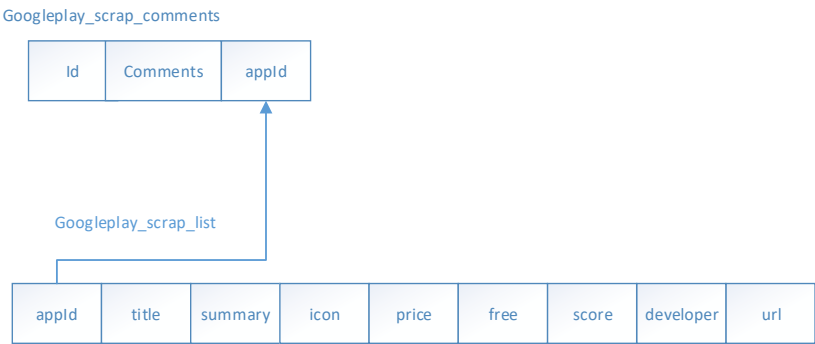 Googleplay_scrap_comments
Id Comments appId
Googleplay_scrap_list
appId title summary icon price free score developer url